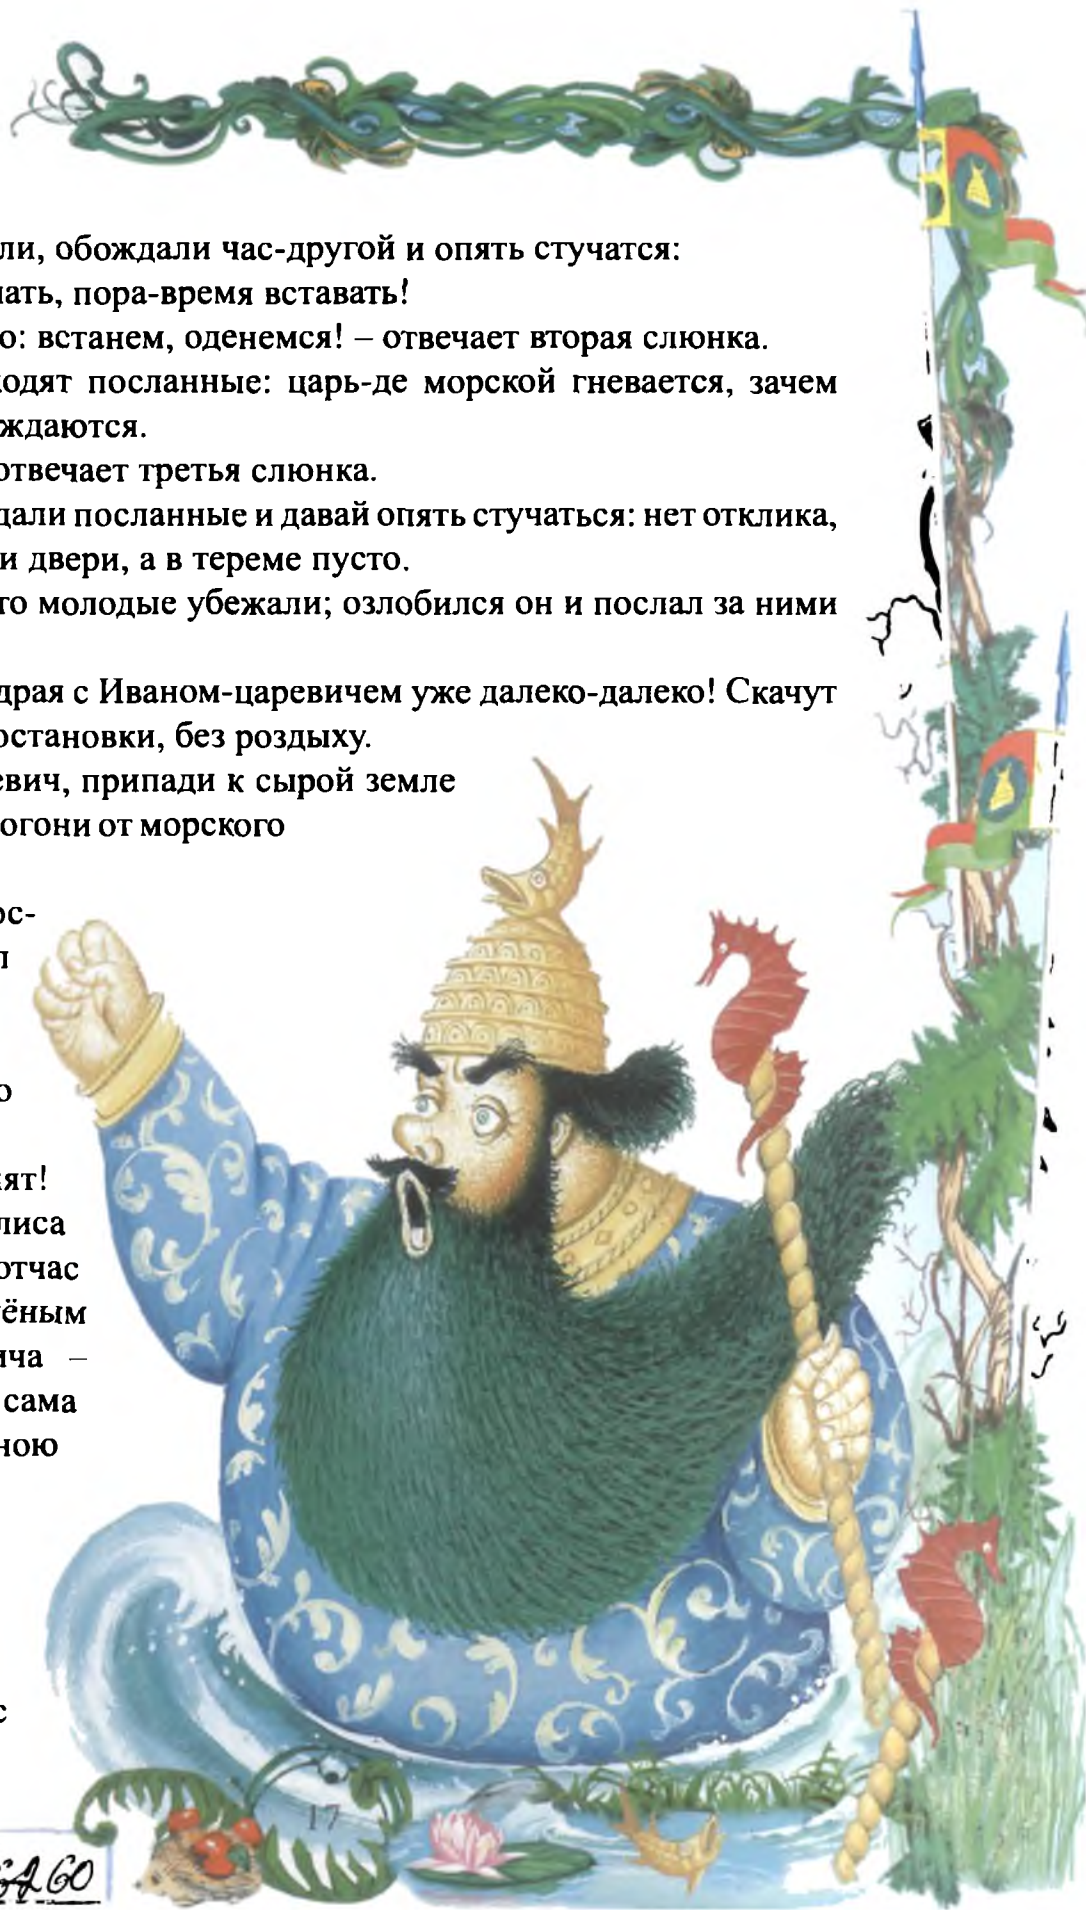 ли, обождали час-другой и опять стучатся:
ать, пора-время вставать!
о: встанем, оденемся! – отвечает вторая слюнка.
одят посланные: царь-де морской гневается, зачем
ждаются.
отвечает третья слюнка.
дали посланные и давай опять стучаться: нет отклика,
и двери, а в тереме пусто.
то молодые убежали; озлобился он и послал за ними
драя с Иваном-царевичем уже далеко-далеко! Скачут
остановки, без роздыху.
евич, припади к сырой земле
огони от морского
ос-
л
о
ят!
лиса
отчас
ёным
ича –
сама
ною
с
17